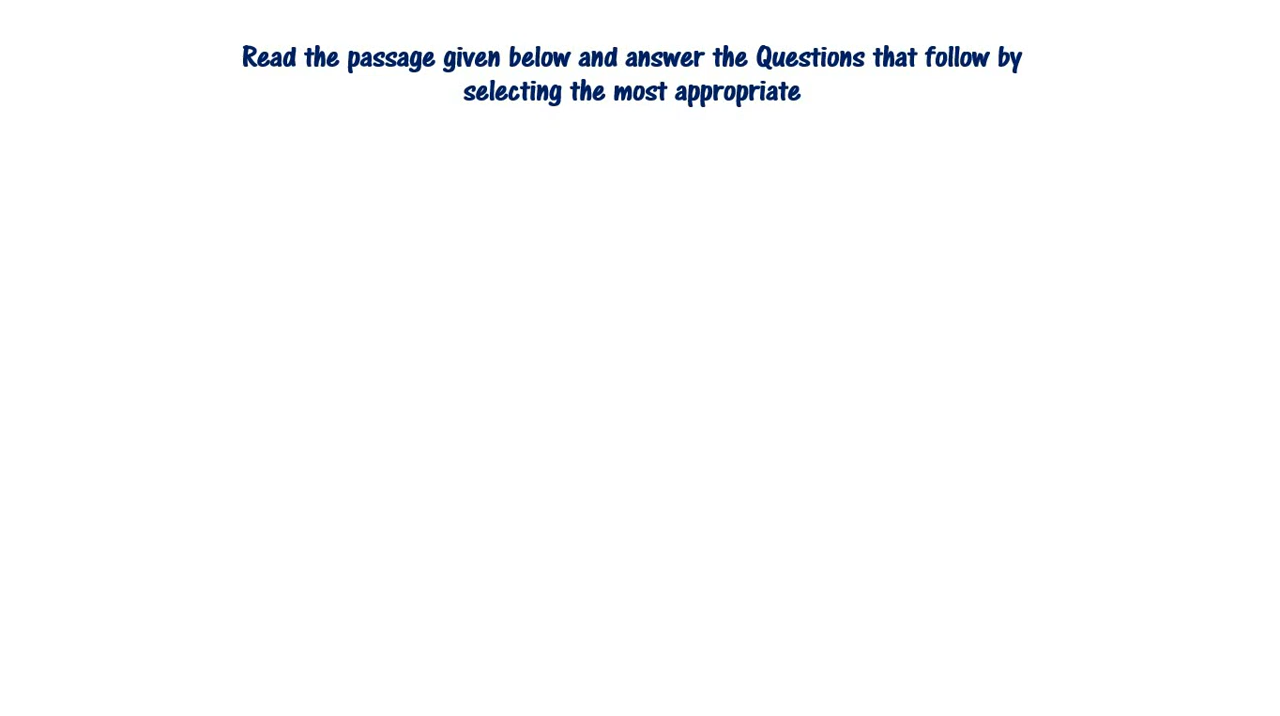 Read the passage given below and answer the Questions that follow by
selecting the most appropriate